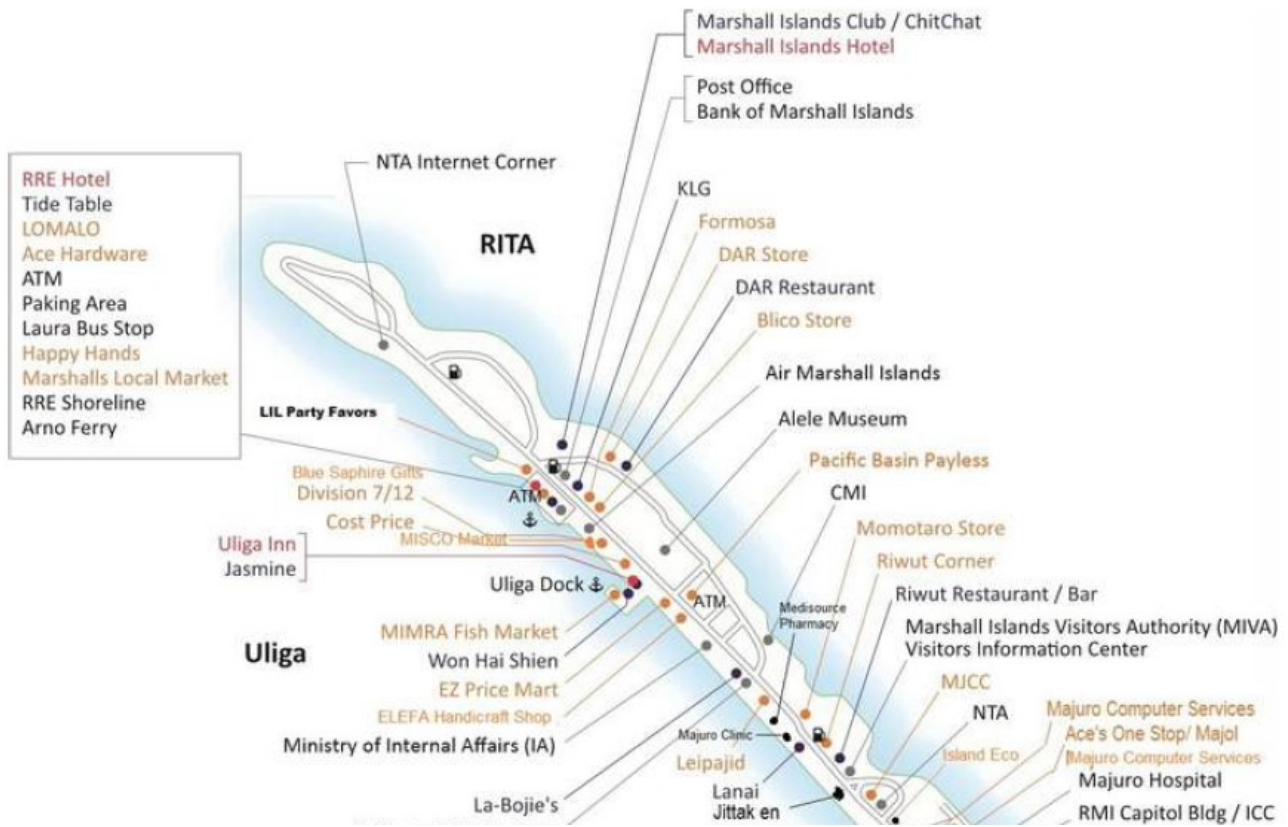 Marshall Islands Club / ChitChat
Marshall Islands Hotel
Post Office
Bank of Marshall Islands
NTA Internet Corner
RRE Hotel
Tide Table
LOMALO
Ace Hardware
ATM
Paking Area
Laura Bus Stop
Happy Hands
Marshalls Local Market
RRE Shoreline
Arno Ferry
KLG
RITA
Formosa
DAR Store
DAR Restaurant
Blico Store
Air Marshall Islands
LIL Party Favors
Alele Museum
Pacific Basin Payless
Blue Saphire Gifts
Division 7/12
ATM
CMI
Cost Price
MISCO Market
Momotaro Store
Uliga Inn
Jasmine
Riwut Corner
Uliga Dock
Riwut Restaurant / Bar
ATM
Medisource
Pharmacy
Marshall Islands Visitors Authority (MIVA)
Visitors Information Center
MIMRA Fish Market
Uliga
Won Hai Shien
EZ Price Mart
MJCC
ELEFA Handicraft Shop
NTA
Majuro Computer Services
Ministry of Internal Affairs (IA)
Majuro Clinic
Ace's One Stop/ Majol
Island Eco
Majuro Computer Services
Leipajid
Majuro Hospital
La-Bojie's
Lanai
Jittak en
RMI Capitol Bldg / ICC